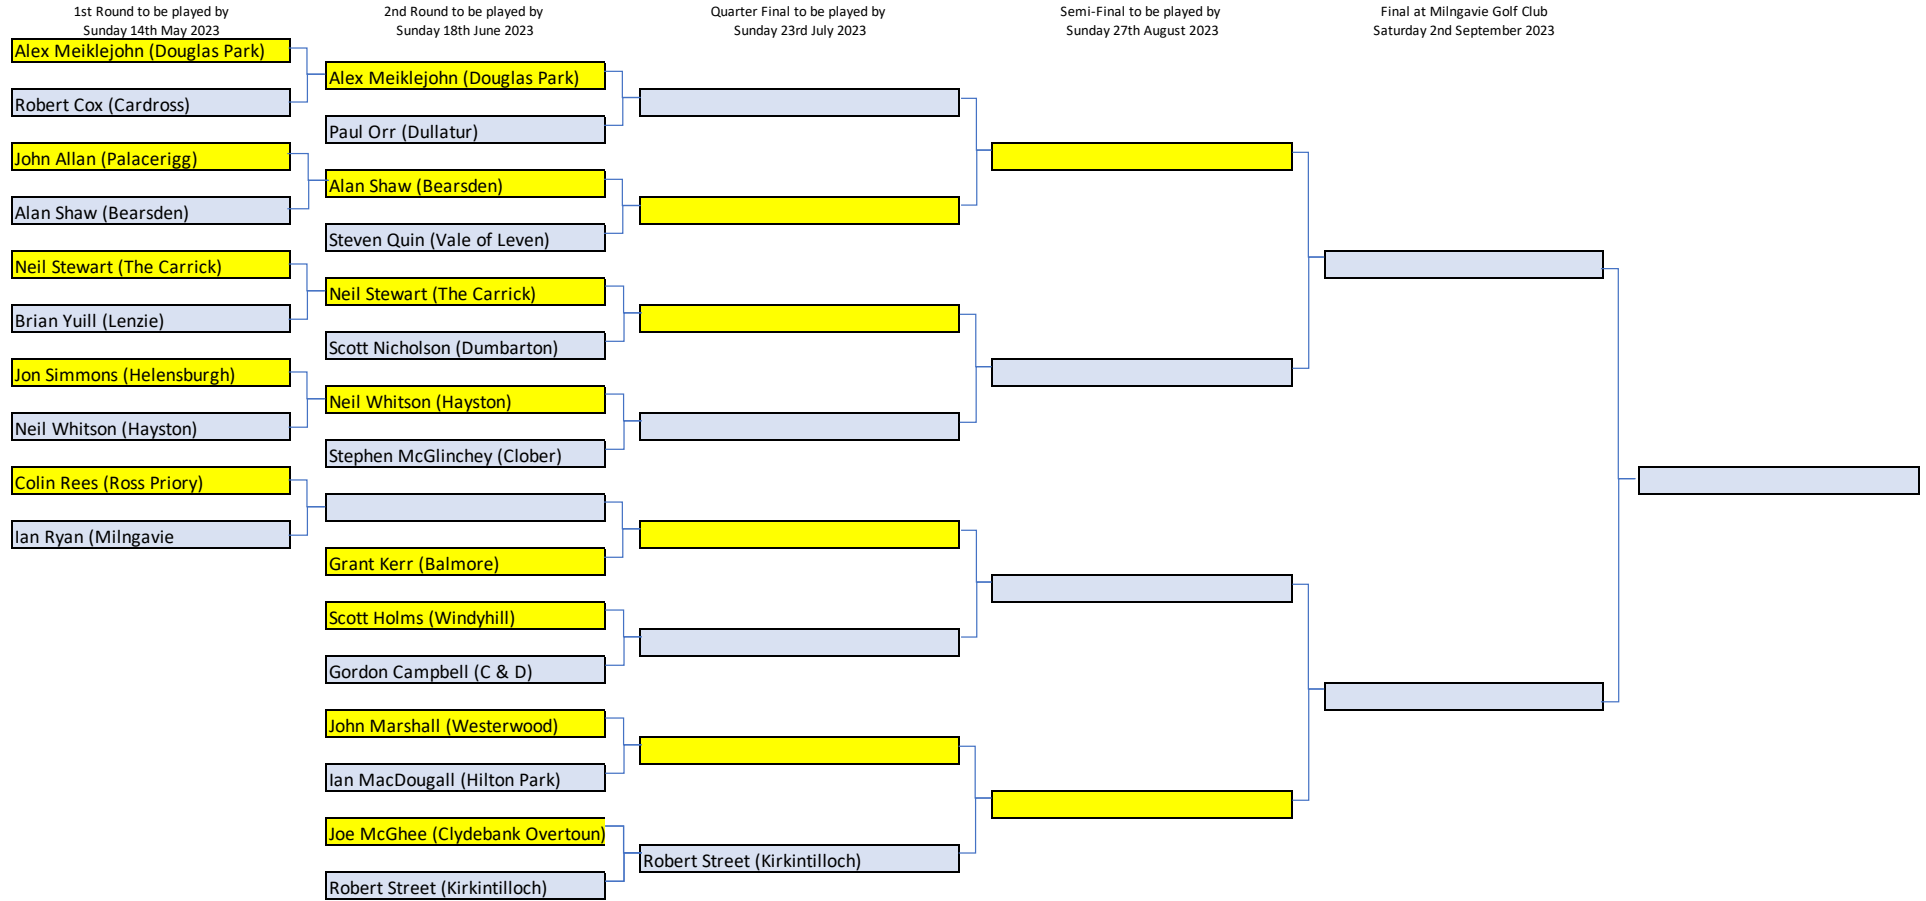 1st Round to be played by
Sunday 14th May 2023
2nd Round to be played by
Sunday 18th June 2023
Quarter Final to be played by
Sunday 23rd July 2023
Semi-Final to be played by
Sunday 27th August 2023
Final at Milngavie Golf Club
Saturday 2nd September 2023
Alex Meiklejohn (Douglas Park)
Robert Cox (Cardross)
John Allan (Palacerigg)
Alan Shaw (Bearsden)
Neil Stewart (The Carrick)
Brian Yuill (Lenzie)
Jon Simmons (Helensburgh)
Neil Whitson (Hayston)
Colin Rees (Ross Priory)
Ian Ryan (Milngavie
Alex Meiklejohn (Douglas Park)
Paul Orr (Dullatur)
Alan Shaw (Bearsden)
Steven Quin (Vale of Leven)
Neil Stewart (The Carrick)
Scott Nicholson (Dumbarton)
Neil Whitson (Hayston)
Stephen McGlinchey (Clober)
Grant Kerr (Balmore)
Scott Holms (Windyhill)
Gordon Campbell (C & D)
John Marshall (Westerwood)
Ian MacDougall (Hilton Park)
Joe McGhee (Clydebank Overtoun)
Robert Street (Kirkintilloch)
Robert Street (Kirkintilloch)